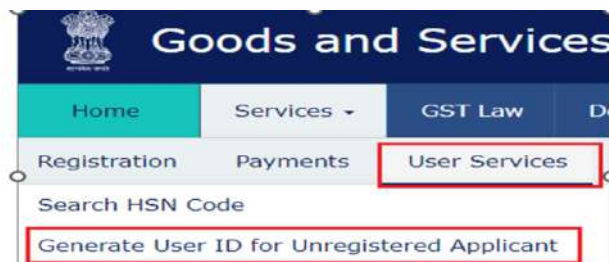 Goods and Services
Home Services GST Law
Registration Payments User Services
Search HSN Code
Generate User ID for Unregistered Applicant